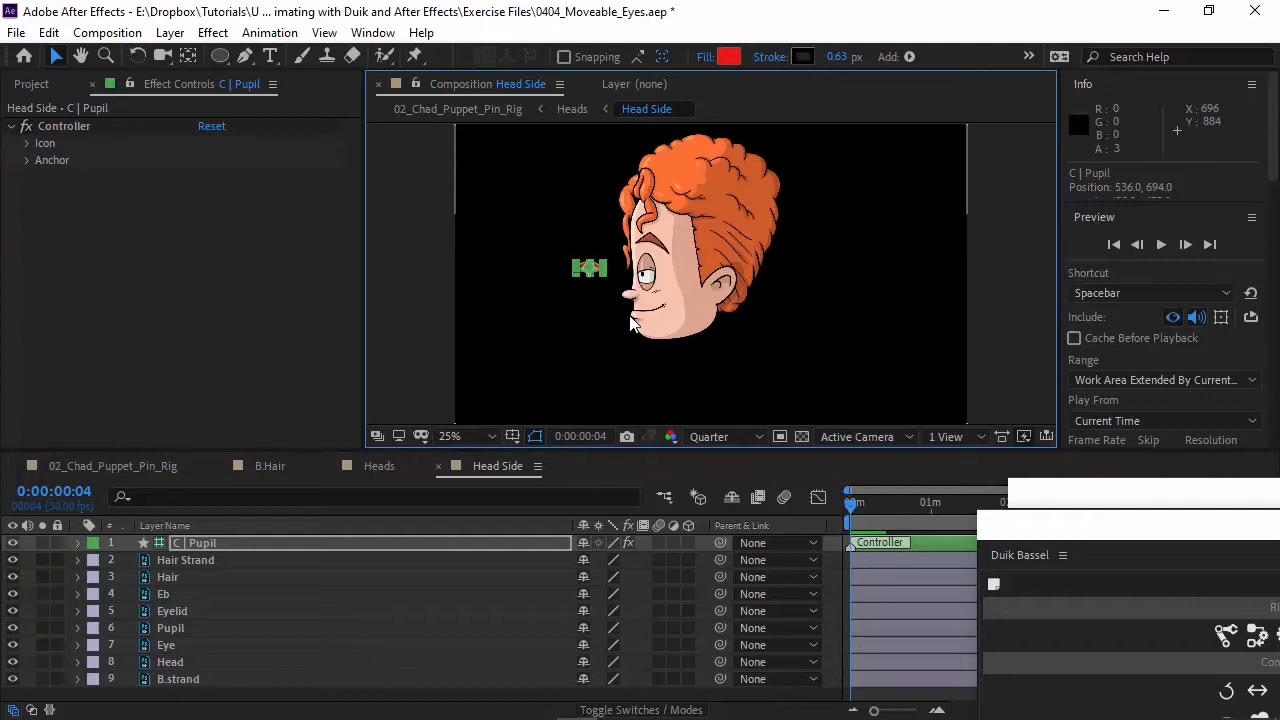 Adobe After Effects - E:\Dropbox\Tutorials\U ... imating with Duik and After Effects\Exercise Files\0404_Moveable_Eyes.aep *
File Edit Composition Layer Effect Animation View Window Help
Snapping Fill: Stroke: 0.63 px Add: Search Help
Project Effect Controls C | Pupil
Head Side • C | Pupil
fx Controller Reset
Icon
Anchor
Composition Head Side Layer (none)
02_Chad_Puppet_Pin_Rig Heads Head Side
25% 0:00:00:04 Quarter Active Camera 1 View
Info
R: 0 X: 696
G: 0 Y: 884
B: 0
A: 3
C | Pupil
Position: 536.0, 694.0
Preview
Shortcut
Spacebar
Include:
Cache Before Playback
Range
Work Area Extended By Current...
Play From
Current Time
Frame Rate Skip Resolution
02_Chad_Puppet_Pin_Rig B.Hair Heads Head Side
0:00:00:04
00004 (30.00 fps)
# Layer Name fx Parent & Link
1 C | Pupil fx None
2 Hair Strand None
3 Hair None
4 Eb None
5 Eyelid None
6 Pupil None
7 Eye None
8 Head None
9 B.strand None
Toggle Switches / Modes
01m
Controller
Duik Bassel